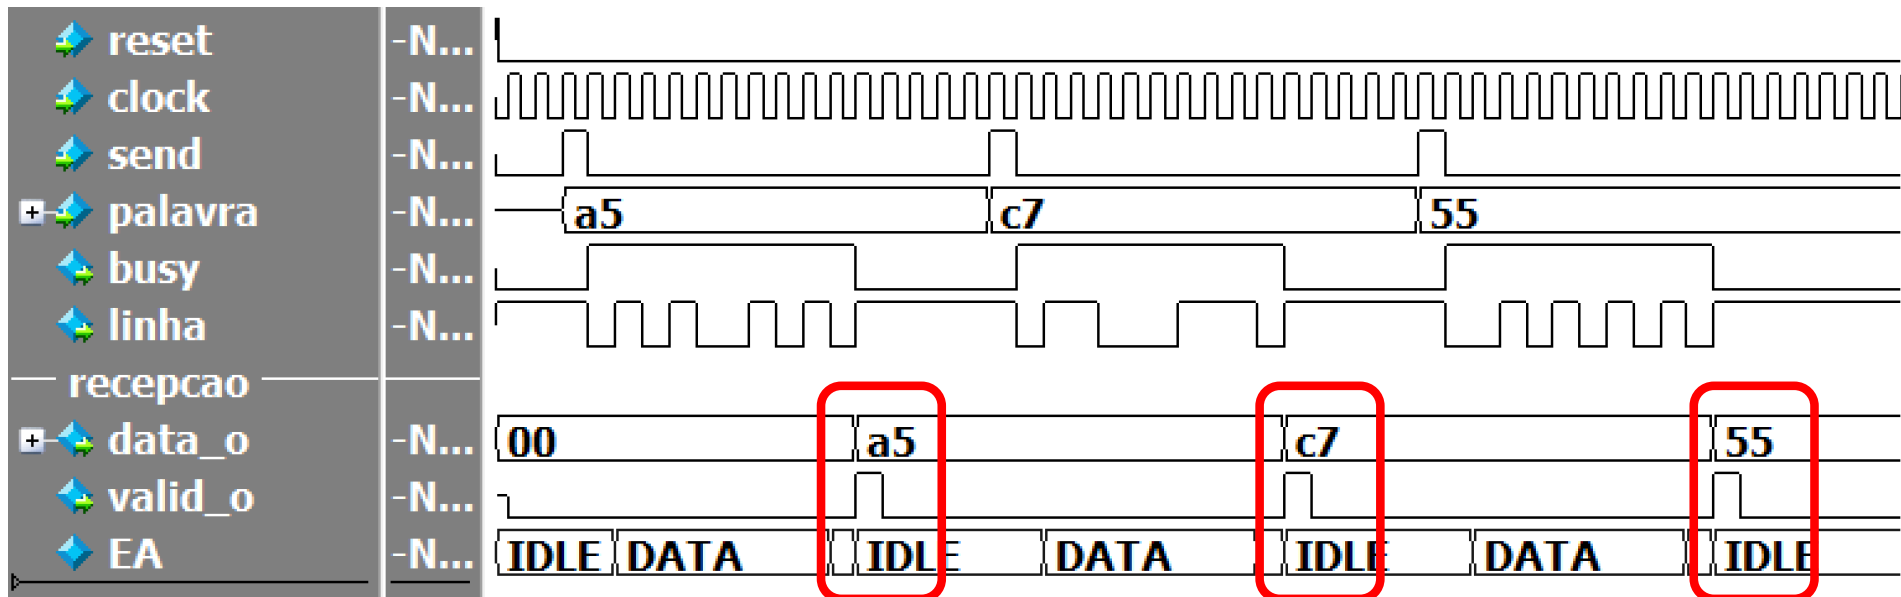 reset -N...
clock -N...
send -N...
palavra -N... a5 c7 55
busy -N...
linha -N...
recepcao
data_o -N... 00 a5 c7 55
valid_o -N...
EA -N... IDLE DATA IDLE DATA IDLE DATA IDLE